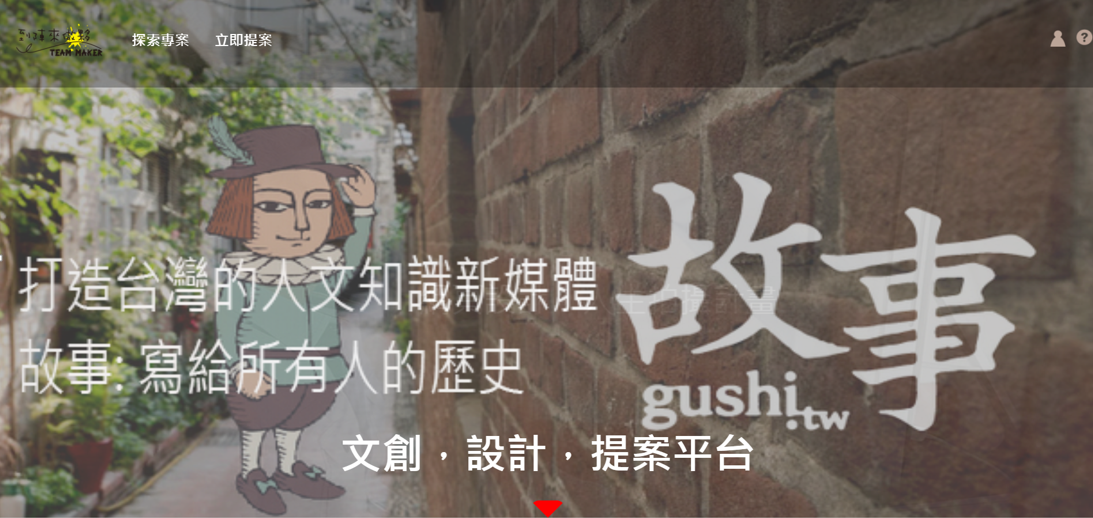 TEAM MAKER
探索專案
立即提案
?
打造台灣的人文知識新媒體
故事: 寫給所有人的歷史
故事
gushi.tw
文創，設計，提案平台